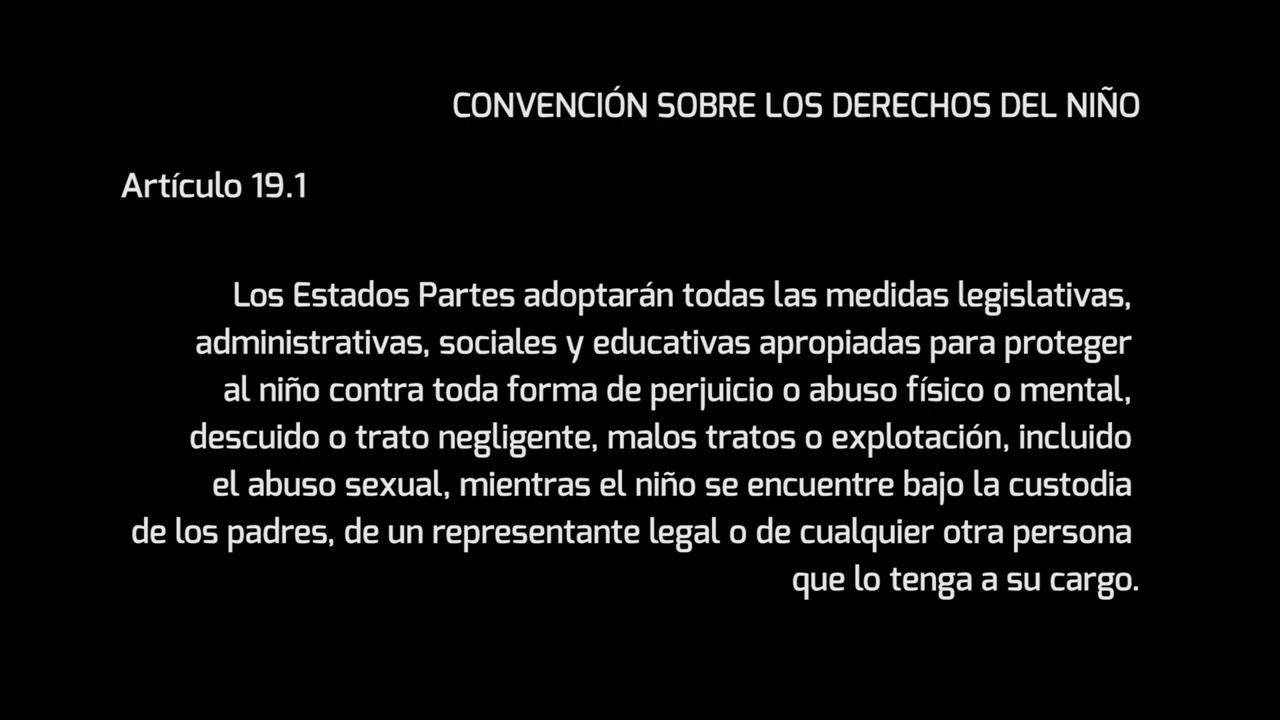 CONVENCIÓN SOBRE LOS DERECHOS DEL NIÑO
Artículo 19.1
Los Estados Partes adoptarán todas las medidas legislativas,
administrativas, sociales y educativas apropiadas para proteger
al niño contra toda forma de perjuicio o abuso físico o mental,
descuido o trato negligente, malos tratos o explotación, incluido
el abuso sexual, mientras el niño se encuentre bajo la custodia
de los padres, de un representante legal o de cualquier otra persona
que lo tenga a su cargo.